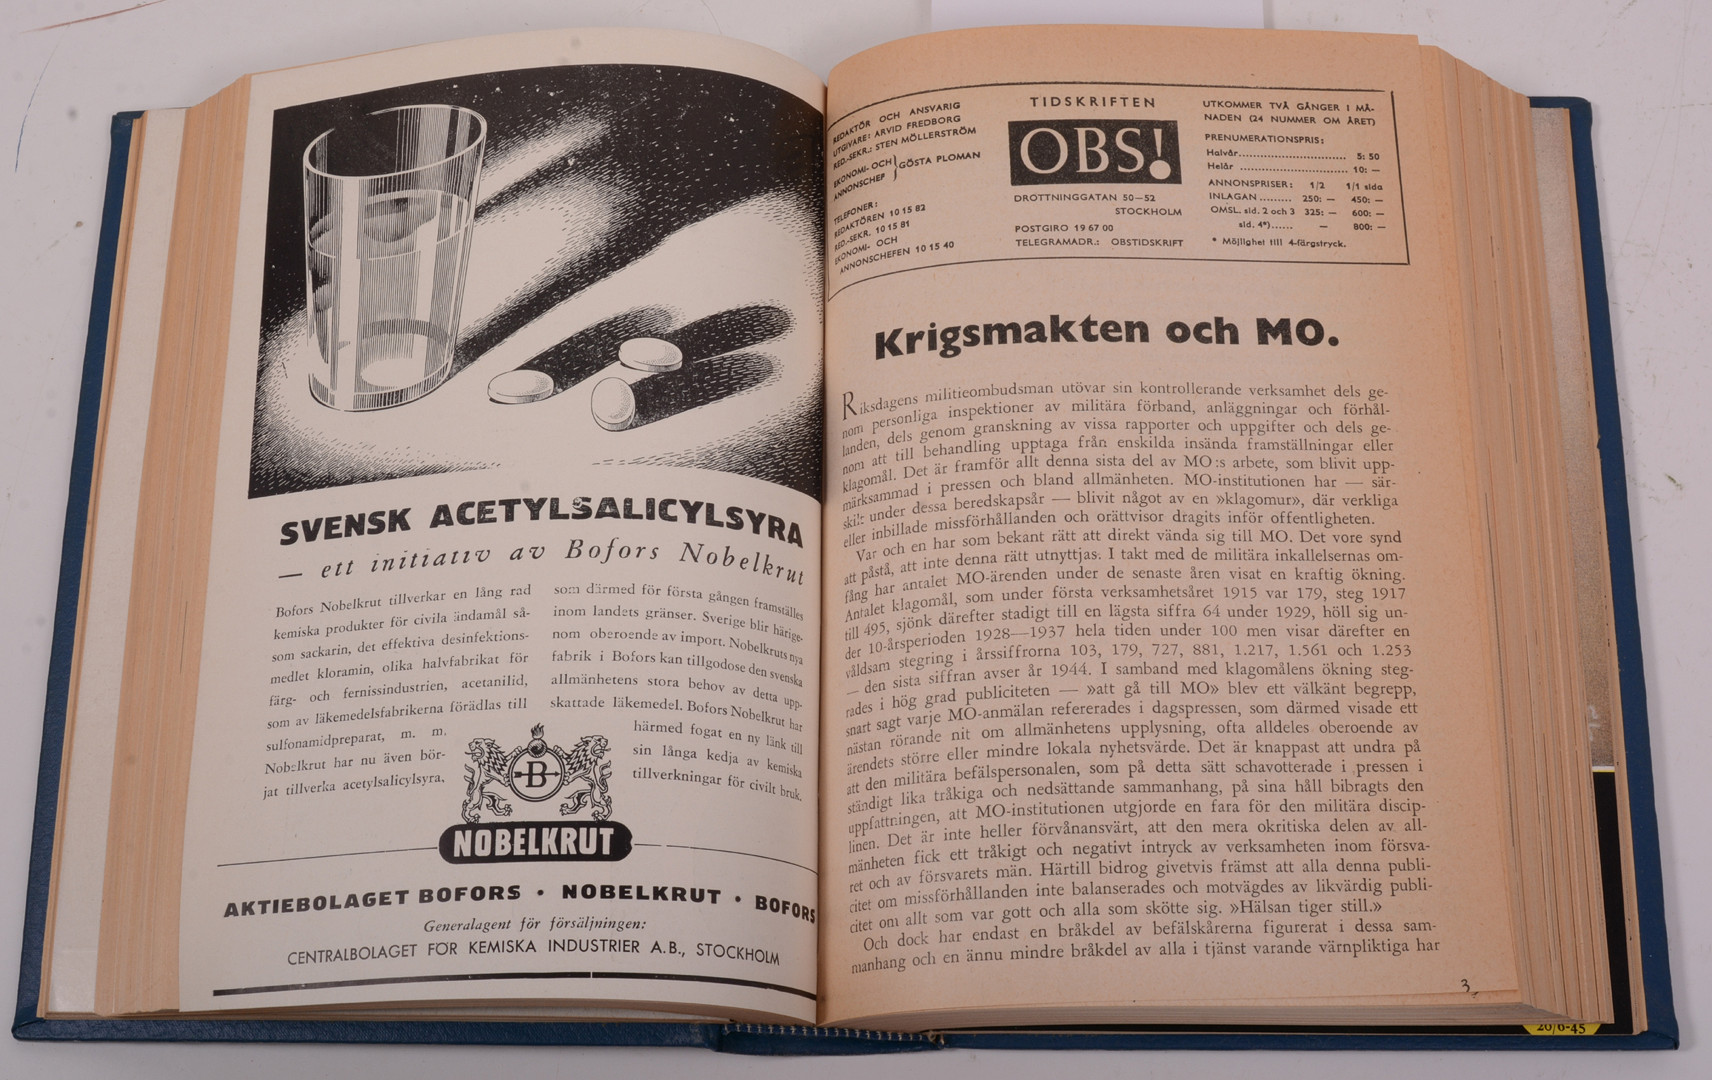 SVENSK ACETYLSALICYLSYRA
— ett initiativ av Bofors Nobelkrut
Bofors Nobelkrut tillverkar en lång rad
kemiska produkter för civila ändamål så-
som sackarin, det effektiva desinfektions-
medlet kloramin, olika halvfabrikat för
färg- och fernissindustrien, acetanilid,
som av läkemedelsfabrikerna förädlas till
sulfonamidpreparat, m. m.
Nobelkrut har nu även bör-
jat tillverka acetylsalicylsyra,
som därmed för första gången framställes
inom landets gränser. Sverige blir härige-
nom oberoende av import. Nobelkruts nya
fabrik i Bofors kan tillgodose den svenska
allmänhetens stora behov av detta upp-
skattade läkemedel. Bofors Nobelkrut har
härmed fogat en ny länk till
sin långa kedja av kemiska
tillverkningar för civilt bruk.
B
NOBELKRUT
AKTIEBOLAGET BOFORS • NOBELKRUT • BOFORS
Generalagent för försäljningen:
CENTRALBOLAGET FÖR KEMISKA INDUSTRIER A.B., STOCKHOLM
REDAKTÖR OCH ANSVARIG
UTGIVARE: ARVID FREDBORG
RED.-SEKR.: STEN MÖLLERSTRÖM
EKONOMI- OCH
ANNONSCHEF } GÖSTA PLOMAN
TELEFONER:
REDAKTÖREN 10 15 82
RED.-SEKR. 10 15 81
EKONOMI- OCH
ANNONSCHEFEN 10 15 40
TIDSKRIFTEN
OBS!
DROTTNINGGATAN 50—52
STOCKHOLM
POSTGIRO 19 67 00
TELEGRAMADR.: OBSTIDSKRIFT
UTKOMMER TVÅ GÅNGER I MÅ-
NADEN (24 NUMMER OM ÅRET)
PRENUMERATIONSPRIS:
Halvår.............................. 5: 50
Helår .............................. 10: —
ANNONSPRISER: 1/2 1/1 sida
INLAGAN......... 250: — 450: —
OMSL. sid. 2 och 3 325: — 600: —
sid. 4*)...... — 800: —
* Möjlighet till 4-färgstryck.
Krigsmakten och MO.
Riksdagens militieombudsman utövar sin kontrollerande verksamhet dels ge-
nom personliga inspektioner av militära förband, anläggningar och förhål-
landen, dels genom granskning av vissa rapporter och uppgifter och dels ge-
nom att till behandling upptaga från enskilda insända framställningar eller
klagomål. Det är framför allt denna sista del av MO:s arbete, som blivit upp-
märksammad i pressen och bland allmänheten. MO-institutionen har — sär-
skilt under dessa beredskapsår — blivit något av en »klagomur», där verkliga
eller inbillade missförhållanden och orättvisor dragits inför offentligheten.
Var och en har som bekant rätt att direkt vända sig till MO. Det vore synd
att påstå, att inte denna rätt utnyttjas. I takt med de militära inkallelsernas om-
fång har antalet MO-ärenden under de senaste åren visat en kraftig ökning.
Antalet klagomål, som under första verksamhetsåret 1915 var 179, steg 1917
till 495, sjönk därefter stadigt till en lägsta siffra 64 under 1929, höll sig un-
der 10-årsperioden 1928—1937 hela tiden under 100 men visar därefter en
våldsam stegring i årssiffrorna 103, 179, 727, 881, 1.217, 1.561 och 1.253
— den sista siffran avser år 1944. I samband med klagomålens ökning steg-
rades i hög grad publiciteten — »att gå till MO» blev ett välkänt begrepp,
snart sagt varje MO-anmälan refererades i dagspressen, som därmed visade ett
nästan rörande nit om allmänhetens upplysning, ofta alldeles oberoende av
ärendets större eller mindre lokala nyhetsvärde. Det är knappast att undra på
att den militära befälspersonalen, som på detta sätt schavotterade i pressen i
ständigt lika tråkiga och nedsättande sammanhang, på sina håll bibragts den
uppfattningen, att MO-institutionen utgjorde en fara för den militära discip-
linen. Det är inte heller förvånansvärt, att den mera okritiska delen av all-
mänheten fick ett tråkigt och negativt intryck av verksamheten inom försva-
ret och av försvarets män. Härtill bidrog givetvis främst att alla denna publi-
citet om missförhållanden inte balanserades och motvägdes av likvärdig publi-
citet om allt som var gott och alla som skötte sig. »Hälsan tiger still.»
Och dock har endast en bråkdel av befälskårerna figurerat i dessa sam-
manhang och en ännu mindre bråkdel av alla i tjänst varande värnpliktiga har
3
20/6-45